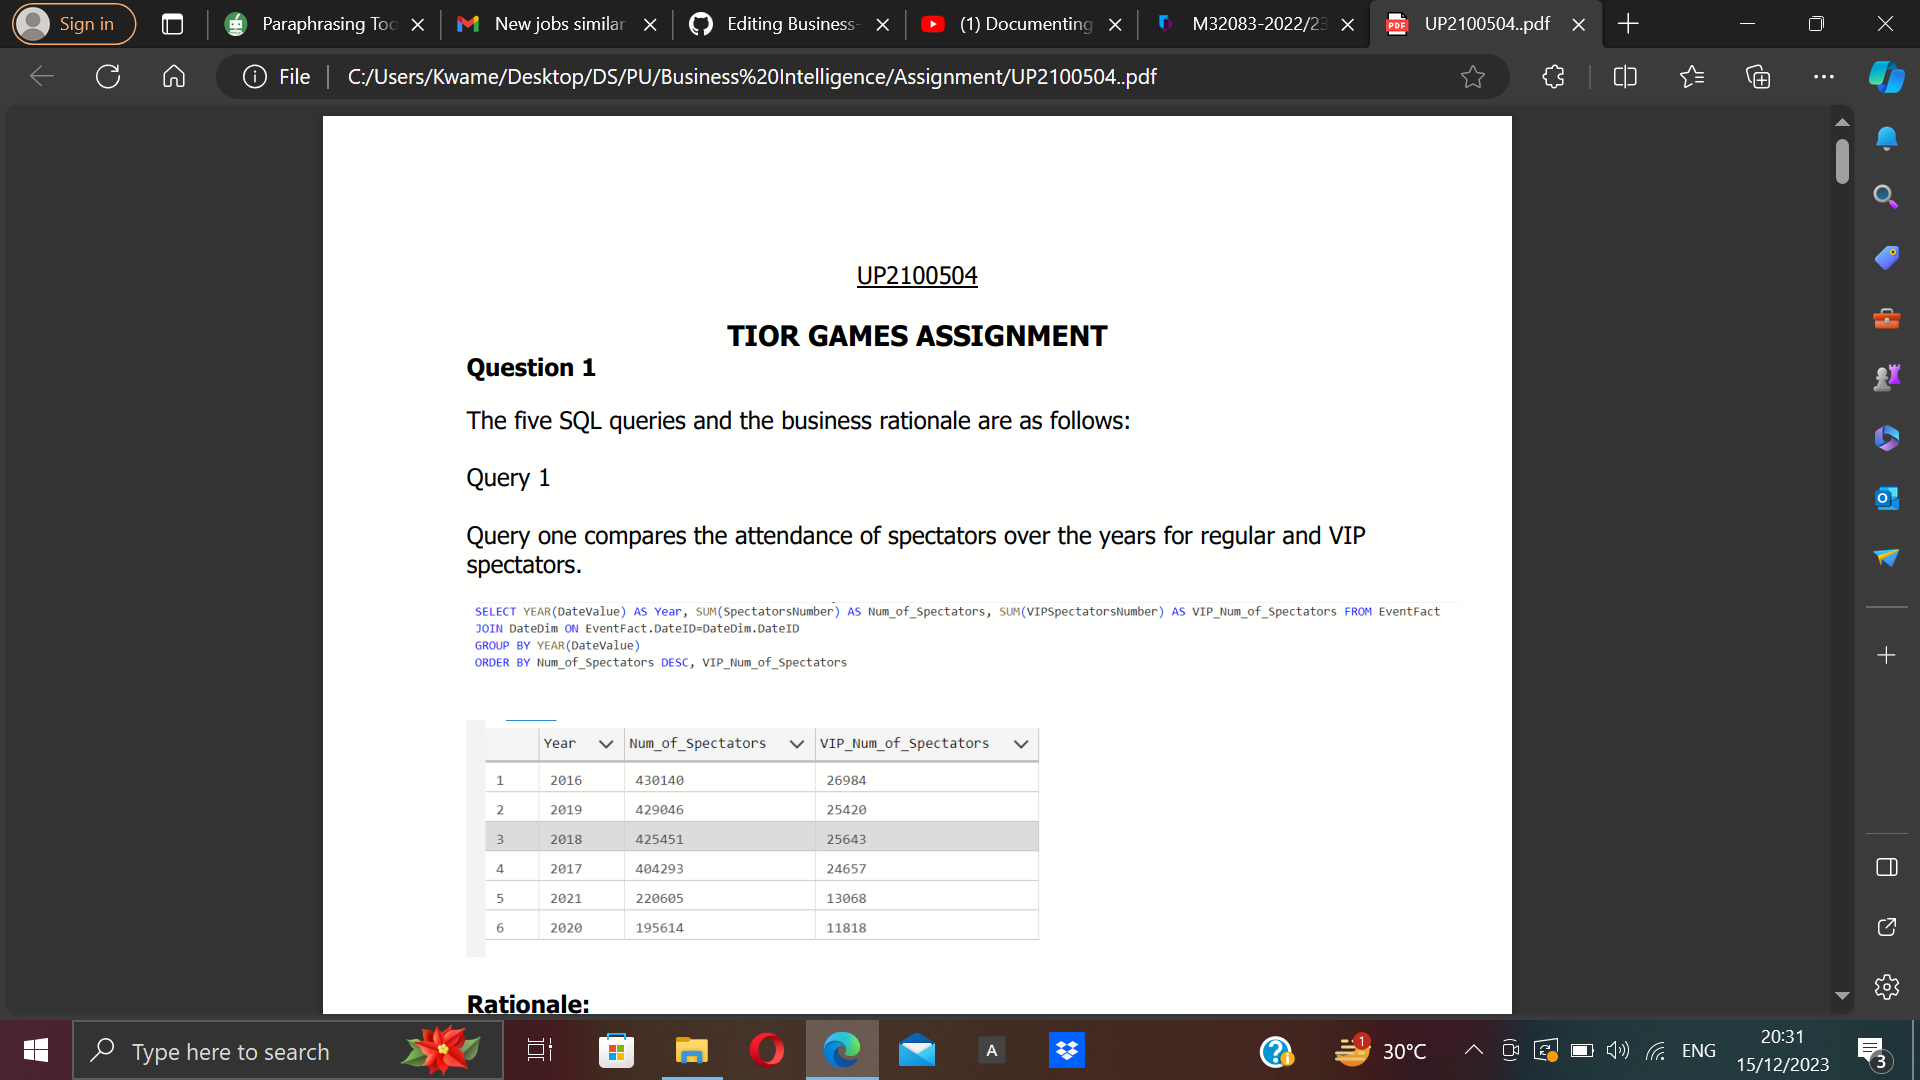 Sign in
Paraphrasing Too
New jobs similar
Editing Business-
(1) Documenting
M32083-2022/23
UP2100504..pdf
File
C:/Users/Kwame/Desktop/DS/PU/Business%20Intelligence/Assignment/UP2100504..pdf
UP2100504
TIOR GAMES ASSIGNMENT
Question 1
The five SQL queries and the business rationale are as follows:
Query 1
Query one compares the attendance of spectators over the years for regular and VIP
spectators.
SELECT YEAR(DateValue) AS Year, SUM(SpectatorsNumber) AS Num_of_Spectators, SUM(VIPSpectatorsNumber) AS VIP_Num_of_Spectators FROM EventFact
JOIN DateDim ON EventFact.DateID=DateDim.DateID
GROUP BY YEAR(DateValue)
ORDER BY Num_of_Spectators DESC, VIP_Num_of_Spectators
Year Num_of_Spectators VIP_Num_of_Spectators
1 2016 430140 26984
2 2019 429046 25420
3 2018 425451 25643
4 2017 404293 24657
5 2021 220605 13068
6 2020 195614 11818
Rationale:
Type here to search
A
1
30°C
ENG
20:31
15/12/2023
3